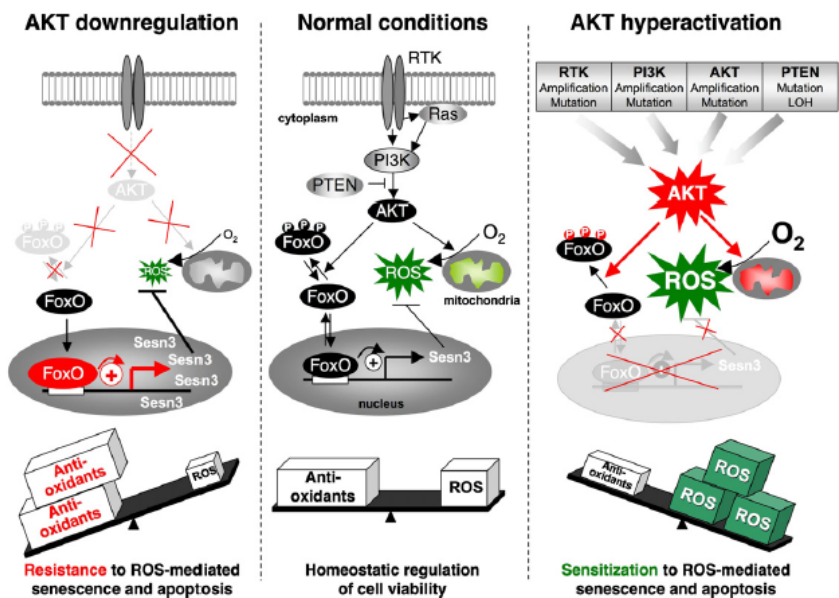 AKT downregulation
AKT
P P P
FoxO
FoxO
ROS
O2
Sesn3
Sesn3
Sesn3
Sesn3
FoxO
+
Anti-
oxidants
Anti-
oxidants
ROS
Resistance to ROS-mediated
senescence and apoptosis
Normal conditions
RTK
cytoplasm
Ras
PI3K
PTEN
AKT
P P P
FoxO
FoxO
ROS
O2
mitochondria
FoxO
+
Sesn3
nucleus
Anti-
oxidants
ROS
Homeostatic regulation
of cell viability
AKT hyperactivation
RTK
Amplification
Mutation
PI3K
Amplification
Mutation
AKT
Amplification
Mutation
PTEN
Mutation
LOH
AKT
P P P
FoxO
FoxO
ROS
O2
FoxO
+
Sesn3
Anti-
oxidants
ROS
ROS
ROS
Sensitization to ROS-mediated
senescence and apoptosis